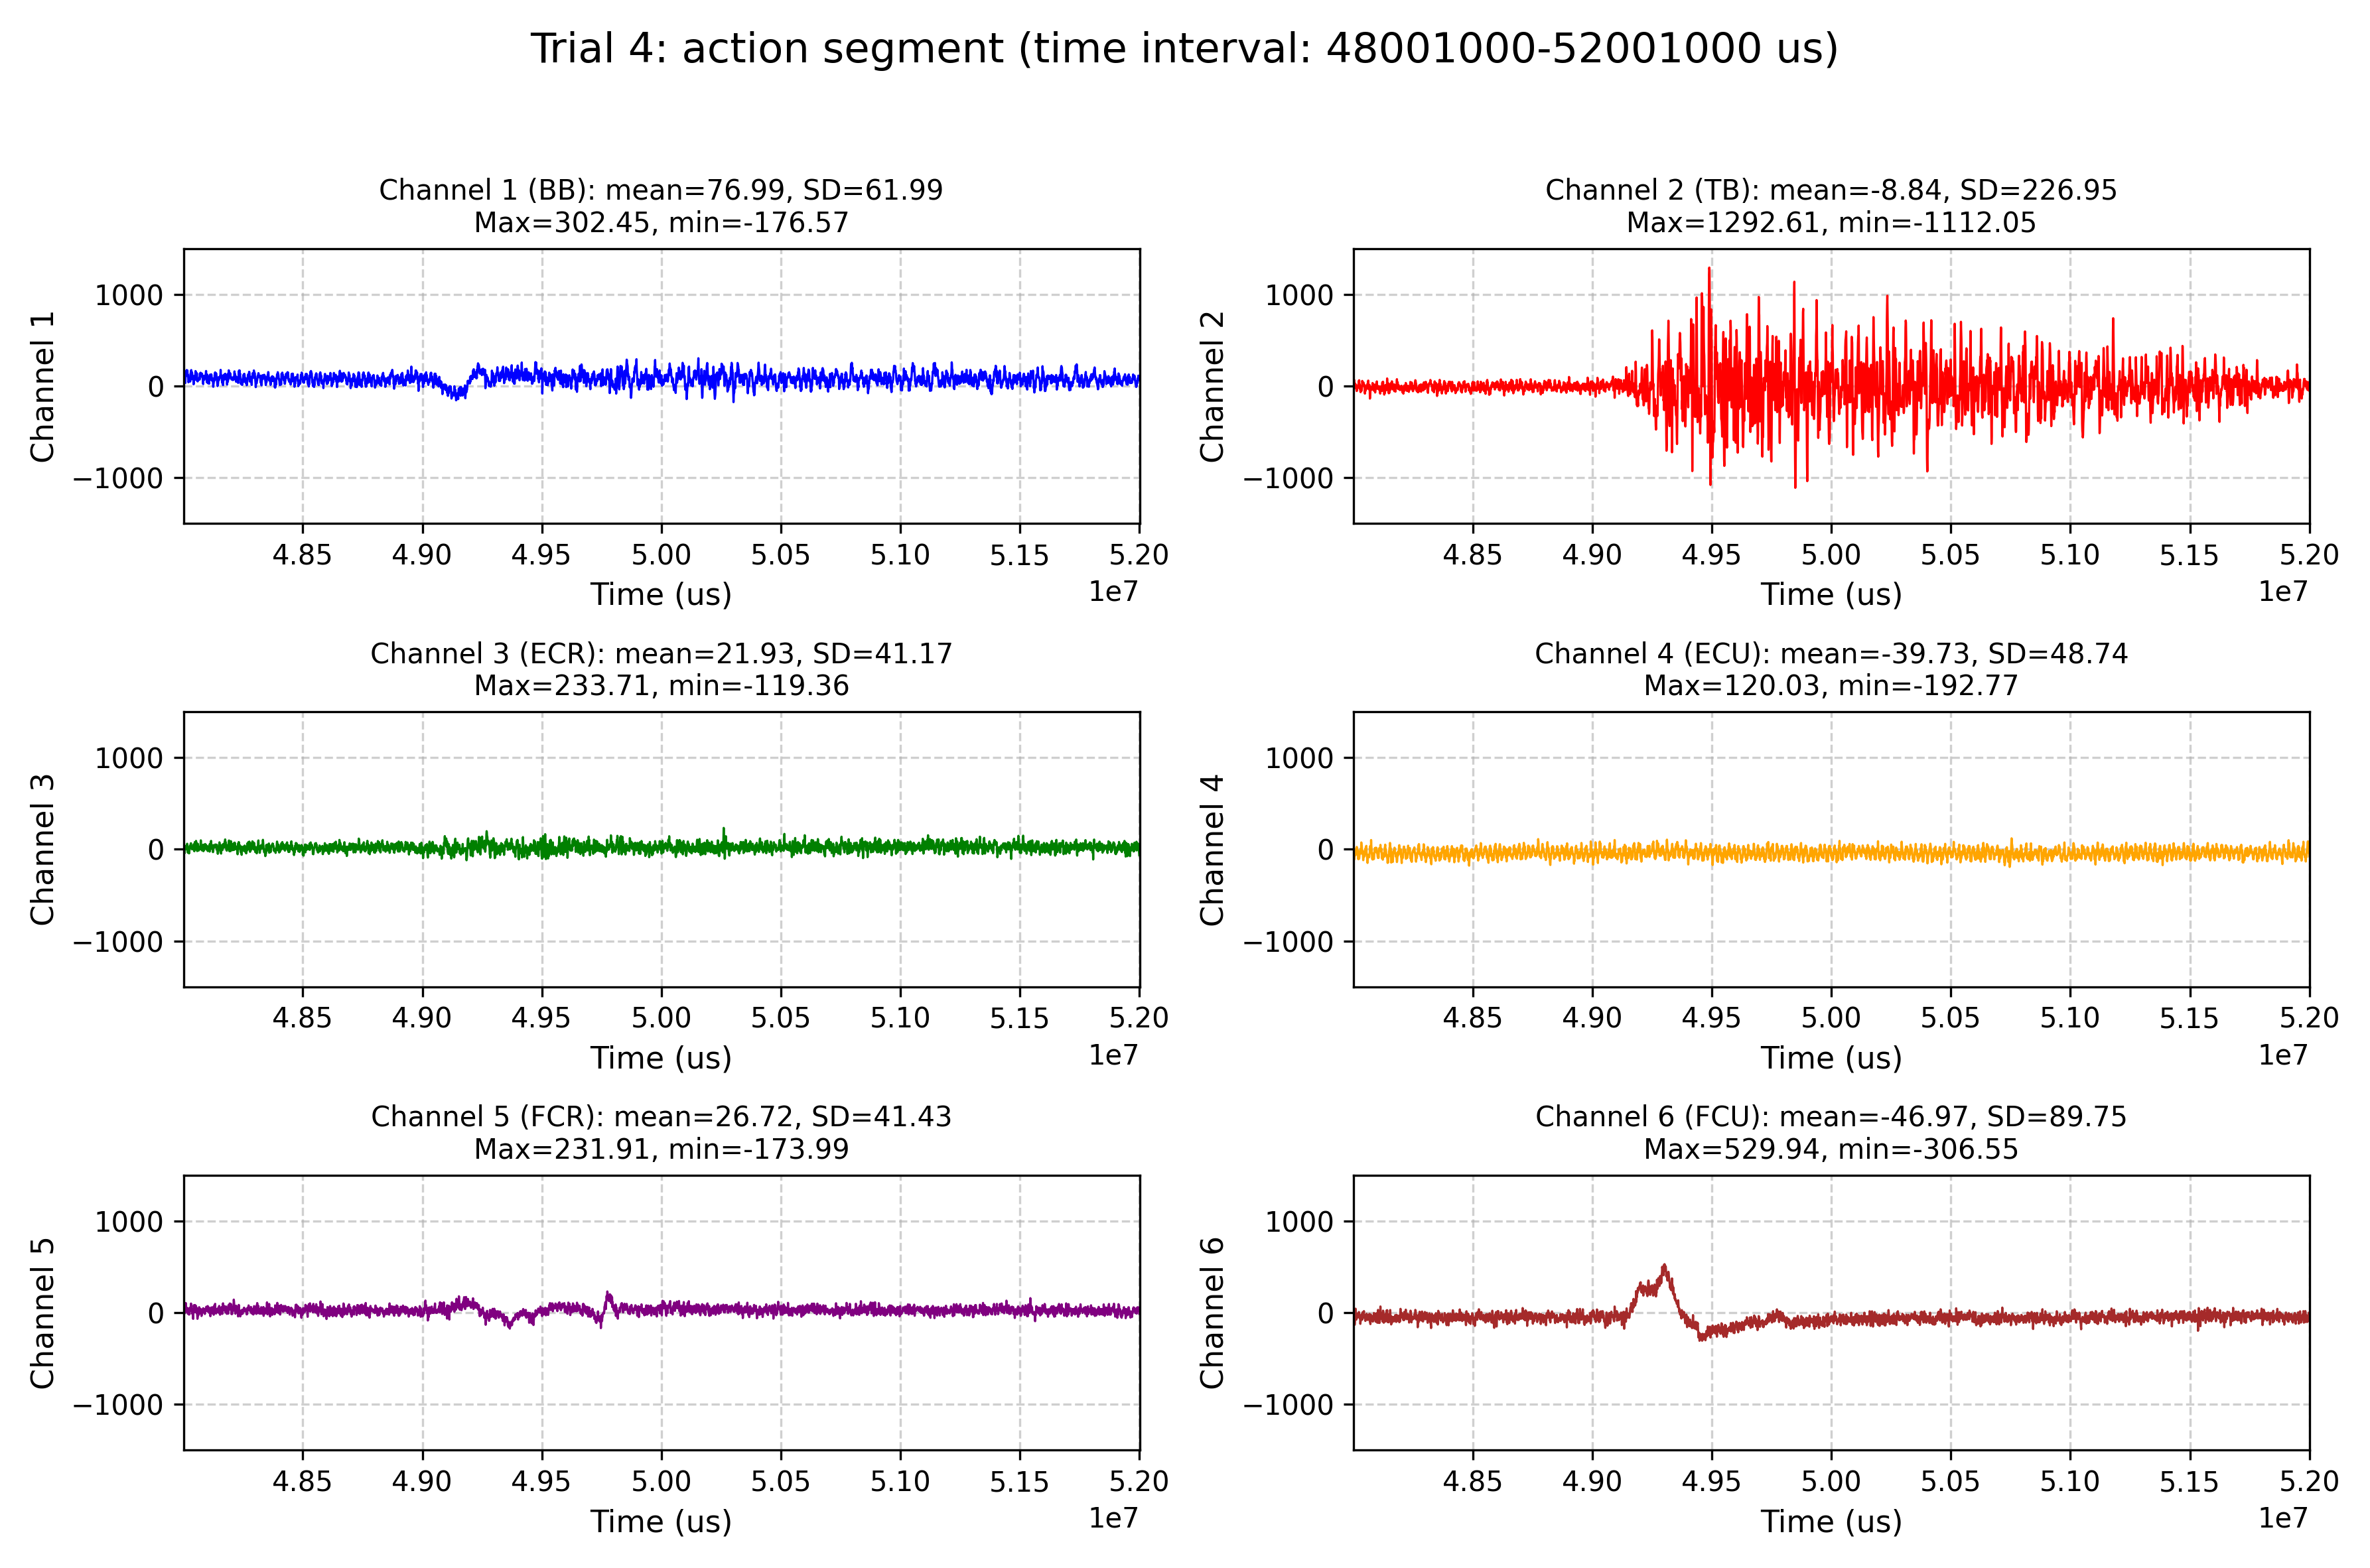 Trial 4: action segment (time interval: 48001000-52001000 us)
Channel 1 (BB): mean=76.99, SD=61.99
Max=302.45, min=-176.57
Channel 1
1000
0
−1000
4.85 4.90 4.95 5.00 5.05 5.10 5.15 5.20
Time (us)
1e7
Channel 2 (TB): mean=-8.84, SD=226.95
Max=1292.61, min=-1112.05
Channel 2
1000
0
−1000
4.85 4.90 4.95 5.00 5.05 5.10 5.15 5.20
Time (us)
1e7
Channel 3 (ECR): mean=21.93, SD=41.17
Max=233.71, min=-119.36
Channel 3
1000
0
−1000
4.85 4.90 4.95 5.00 5.05 5.10 5.15 5.20
Time (us)
1e7
Channel 4 (ECU): mean=-39.73, SD=48.74
Max=120.03, min=-192.77
Channel 4
1000
0
−1000
4.85 4.90 4.95 5.00 5.05 5.10 5.15 5.20
Time (us)
1e7
Channel 5 (FCR): mean=26.72, SD=41.43
Max=231.91, min=-173.99
Channel 5
1000
0
−1000
4.85 4.90 4.95 5.00 5.05 5.10 5.15 5.20
Time (us)
1e7
Channel 6 (FCU): mean=-46.97, SD=89.75
Max=529.94, min=-306.55
Channel 6
1000
0
−1000
4.85 4.90 4.95 5.00 5.05 5.10 5.15 5.20
Time (us)
1e7